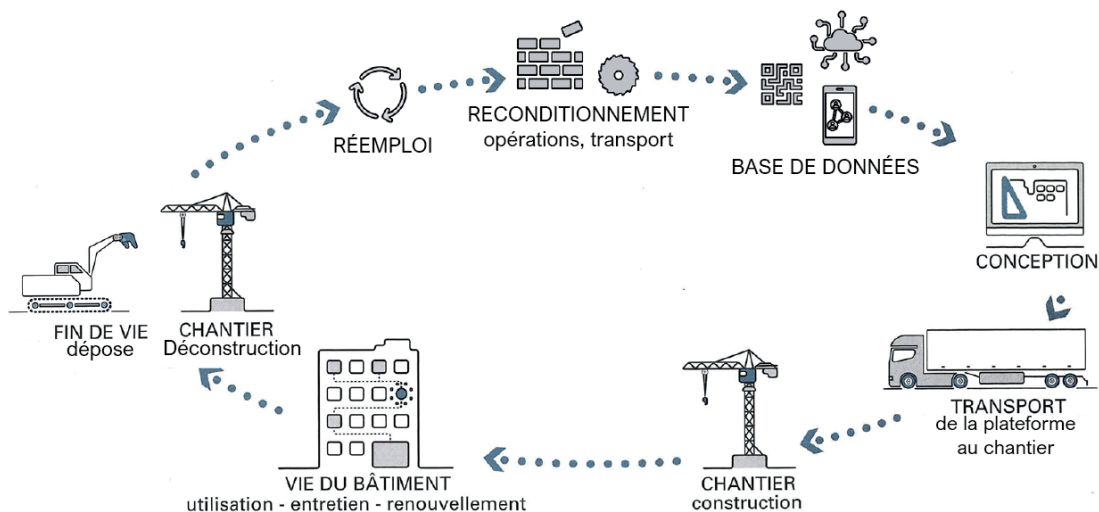 RÉEMPLOI
RECONDITIONNEMENT
opérations, transport
BASE DE DONNÉES
CONCEPTION
TRANSPORT
de la plateforme
au chantier
CHANTIER
construction
VIE DU BÂTIMENT
utilisation - entretien - renouvellement
FIN DE VIE
dépose
CHANTIER
Déconstruction